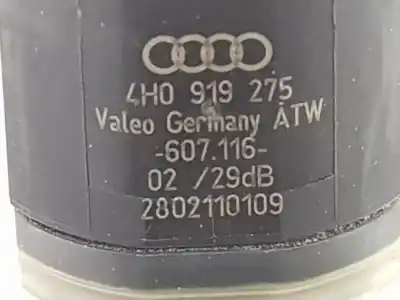 4H0 919 275
Valeo Germany ATW
-607.116-
02 /29dB
2802110109